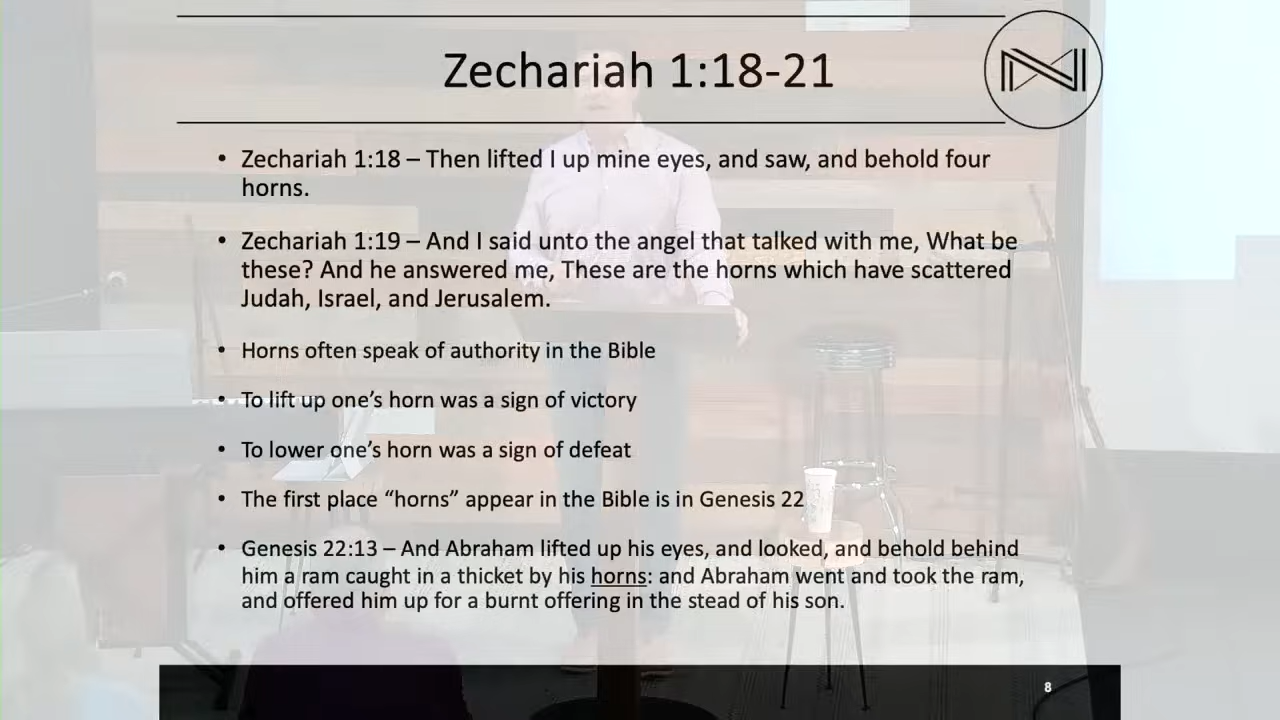 Zechariah 1:18-21
• Zechariah 1:18 – Then lifted I up mine eyes, and saw, and behold four
horns.
• Zechariah 1:19 – And I said unto the angel that talked with me, What be
these? And he answered me, These are the horns which have scattered
Judah, Israel, and Jerusalem.
• Horns often speak of authority in the Bible
• To lift up one’s horn was a sign of victory
• To lower one’s horn was a sign of defeat
• The first place “horns” appear in the Bible is in Genesis 22
• Genesis 22:13 – And Abraham lifted up his eyes, and looked, and behold behind
him a ram caught in a thicket by his horns: and Abraham went and took the ram,
and offered him up for a burnt offering in the stead of his son.
8